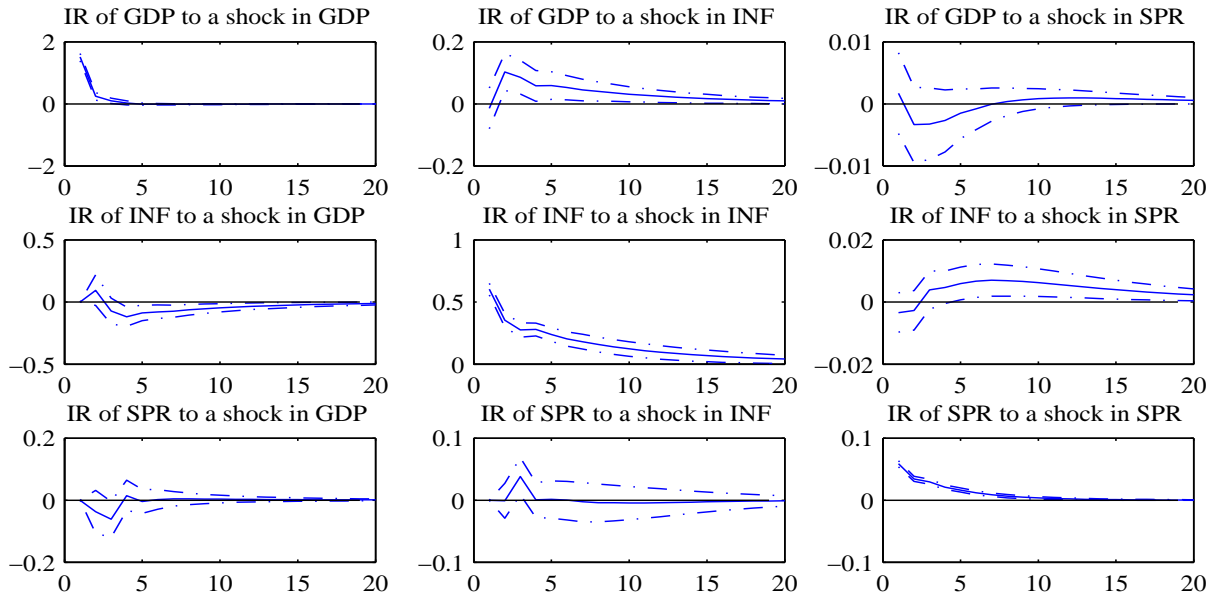 IR of GDP to a shock in GDP
2
0
−2
0 5 10 15 20
IR of GDP to a shock in INF
0.2
0
−0.2
0 5 10 15 20
IR of GDP to a shock in SPR
0.01
0
−0.01
0 5 10 15 20
IR of INF to a shock in GDP
0.5
0
−0.5
0 5 10 15 20
IR of INF to a shock in INF
1
0.5
0
0 5 10 15 20
IR of INF to a shock in SPR
0.02
0
−0.02
0 5 10 15 20
IR of SPR to a shock in GDP
0.2
0
−0.2
0 5 10 15 20
IR of SPR to a shock in INF
0.1
0
−0.1
0 5 10 15 20
IR of SPR to a shock in SPR
0.1
0
−0.1
0 5 10 15 20